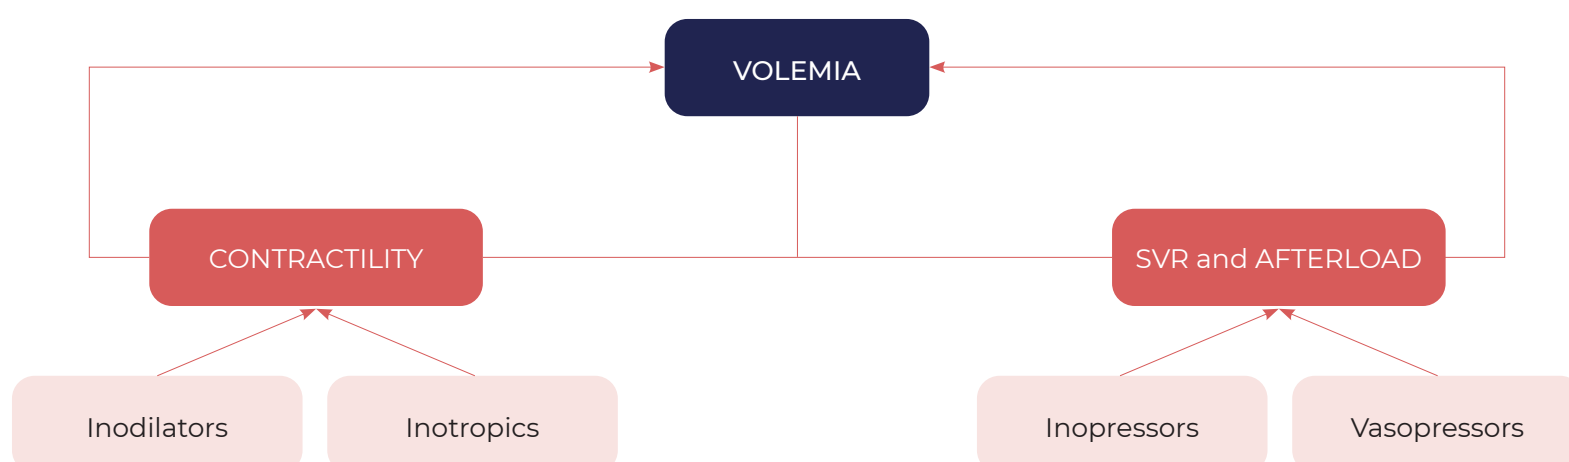 VOLEMIA
CONTRACTILITY
SVR and AFTERLOAD
Inodilators
Inotropics
Inopressors
Vasopressors